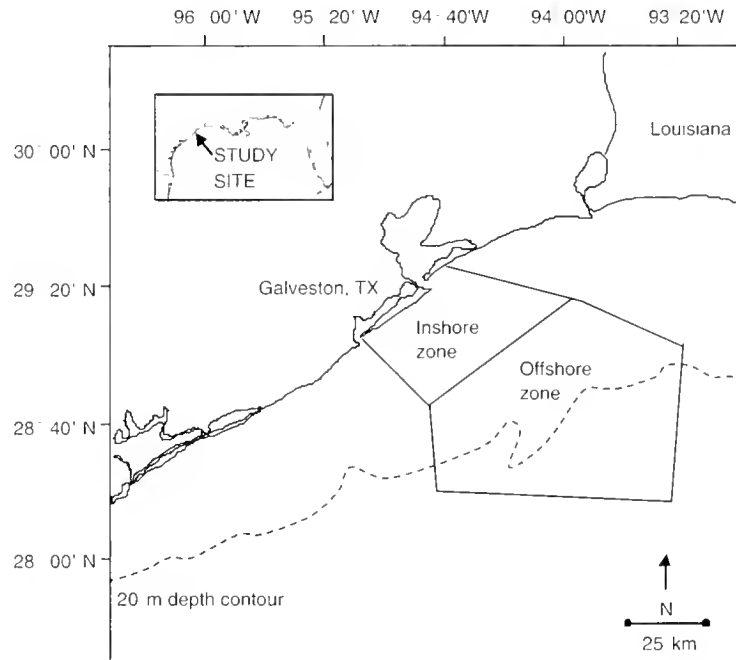 96 00' W 95 20' W 94 40' W 94 00' W 93 20' W
Louisiana
30 00' N
STUDY
SITE
29 20' N
Galveston, TX
Inshore
zone
Offshore
zone
28 40' N
28 00' N
20 m depth contour
N
25 km